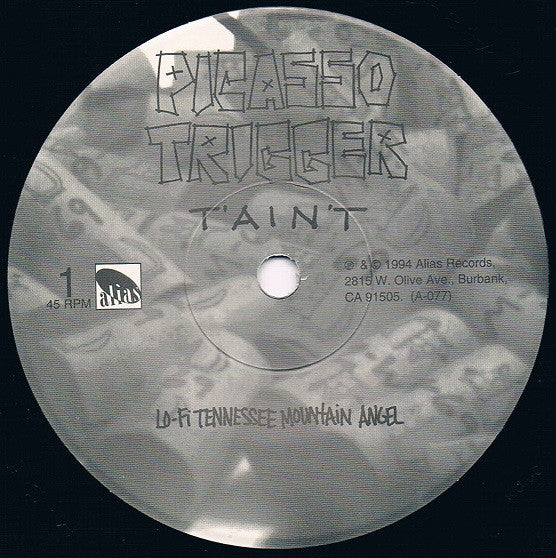 PICASSO
TRIGGER
T'AIN'T
1
45 RPM
alias
℗ & © 1994 Alias Records,
2815 W. Olive Ave., Burbank,
CA 91505. (A-077)
LO-Fi TENNESSEE MOUNTAiN ANGEL